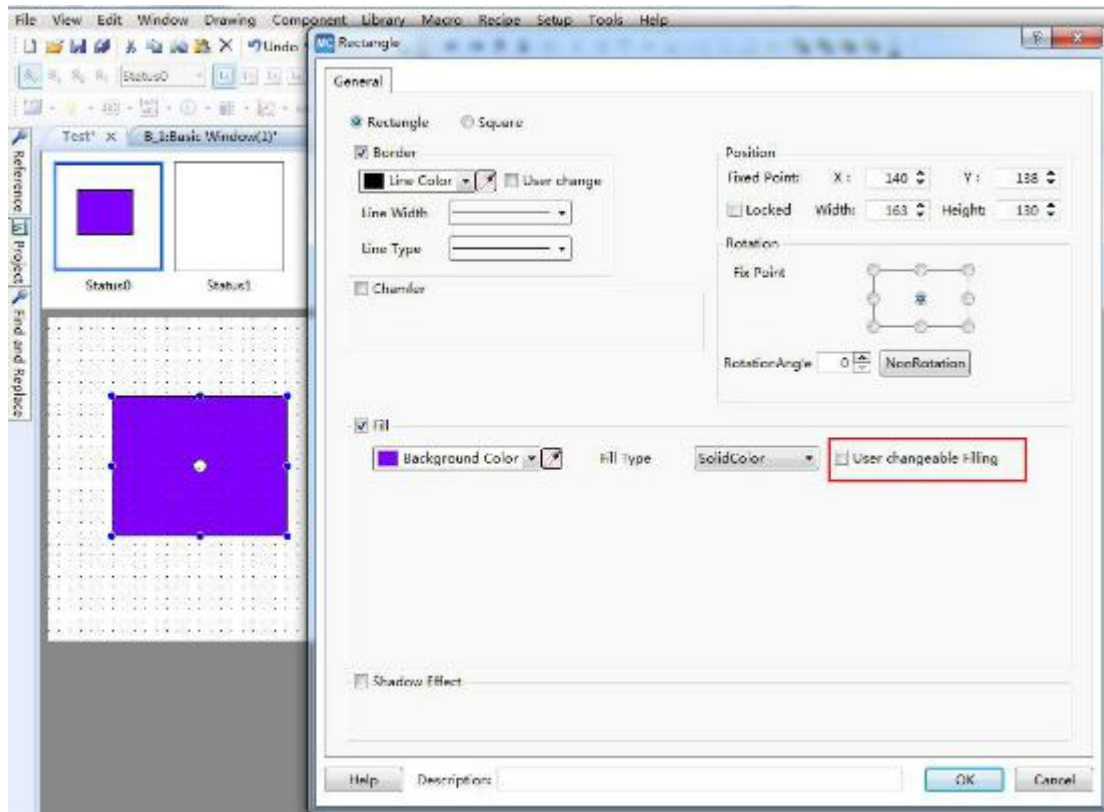 File View Edit Window Drawing Component Library Macro Recipe Setup Tools Help
Undo
Rectangle
Status0
General
Test* B_1:Basic Window(1)*
Reference
Project
Find and Replace
Status0 Status1
Rectangle Square
Border
Line Color User change
Line Width
Line Type
Chamfer
Position
Fixed Point: X: 140 Y: 138
Locked Width: 163 Height: 130
Rotation
Fix Point
RotationAngle 0 NonRotation
Fill
Background Color Fill Type SolidColor User changeable Filling
Shadow Effect
Help Description: OK Cancel